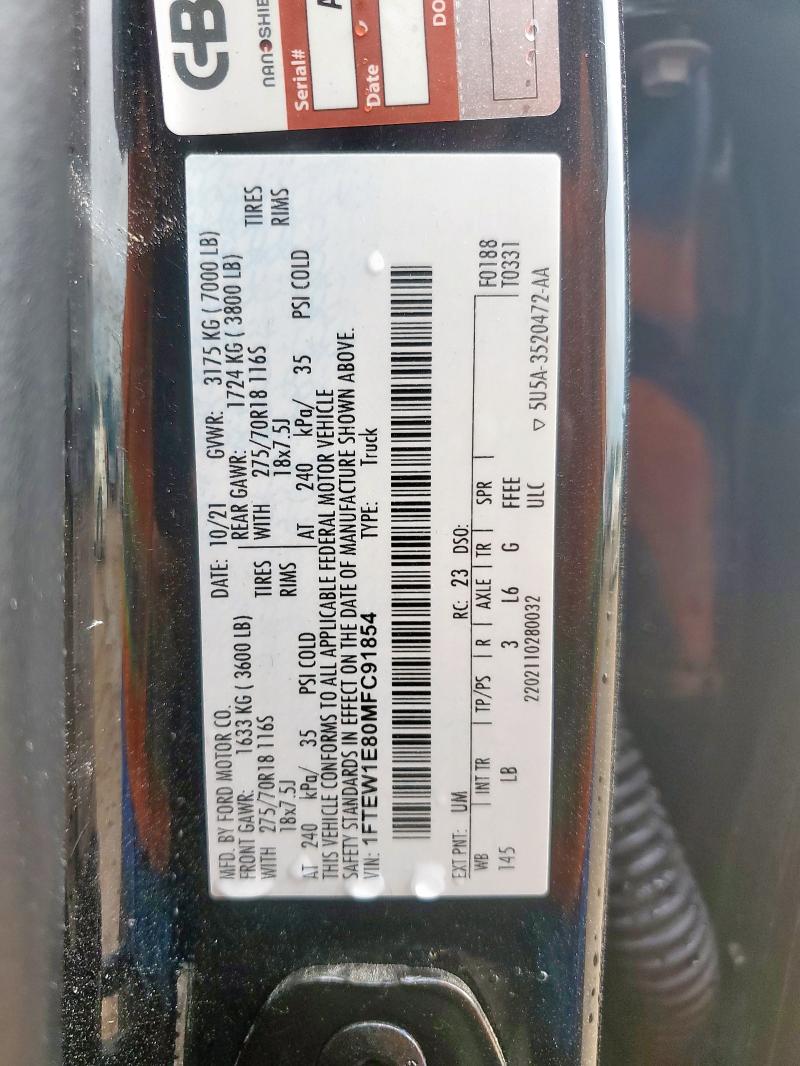 MFD. BY FORD MOTOR CO.
DATE: 10/21 GVWR: 3175 KG ( 7000 LB)
FRONT GAWR: 1633 KG ( 3600 LB)
REAR GAWR: 1724 KG ( 3800 LB)
WITH 275/70R18 116S TIRES
WITH 275/70R18 116S TIRES
18x7.5J RIMS
18x7.5J RIMS
AT 240 kPa/ 35 PSI COLD
AT 240 kPa/ 35 PSI COLD
THIS VEHICLE CONFORMS TO ALL APPLICABLE FEDERAL MOTOR VEHICLE
SAFETY STANDARDS IN EFFECT ON THE DATE OF MANUFACTURE SHOWN ABOVE.
VIN: 1FTEW1E80MFC91854 TYPE: Truck
EXT PNT: UM RC: 23 DSO:
WB INT TR TP/PS R AXLE TR SPR F0188
T0331
145 LB 3 L6 G FFEE
2202110280032 ULC ▽ 5U5A-3520472-AA
NANOSHIE
Serial# A
Date
DO